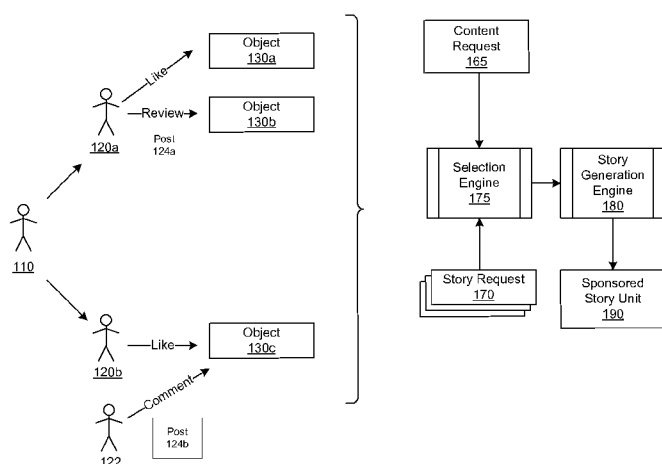 Object
130a
Like
Object
130b
Review
Post
124a
120a
110
Object
130c
Like
120b
Comment
Post
124b
122
Content
Request
165
Selection
Engine
175
Story
Generation
Engine
180
Story Request
170
Sponsored
Story Unit
190